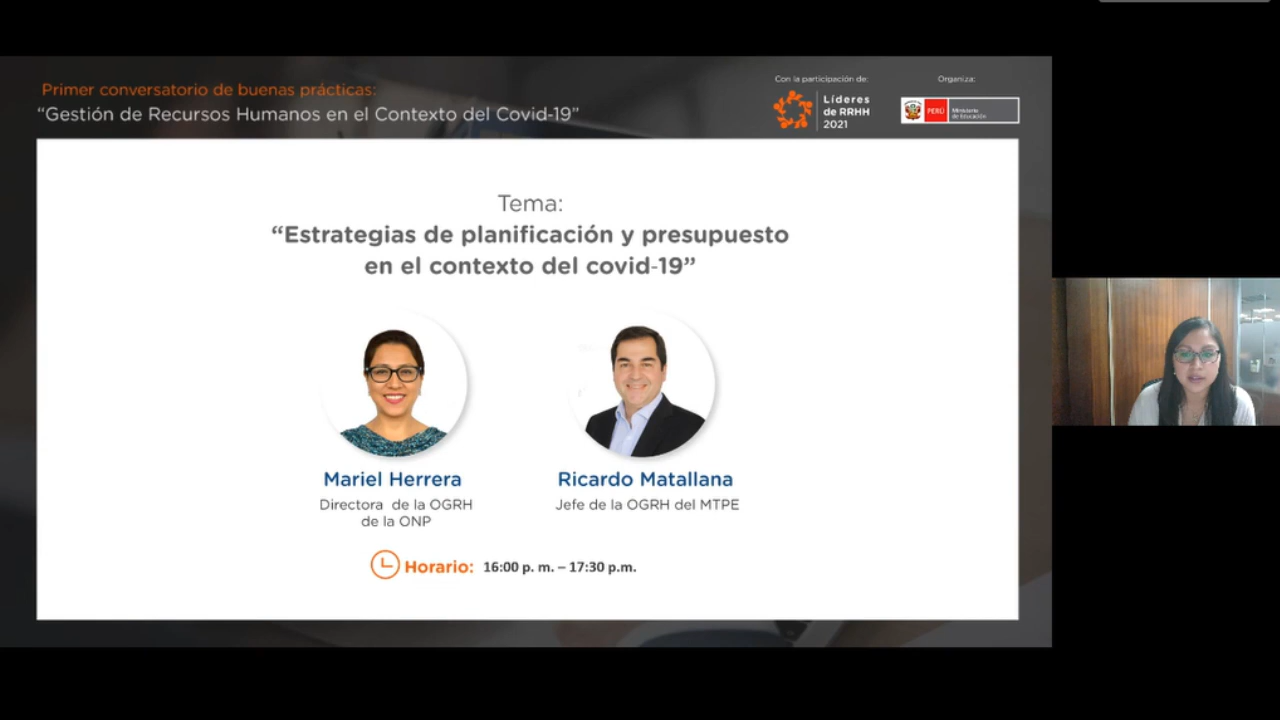 Primer conversatorio de buenas prácticas:
“Gestión de Recursos Humanos en el Contexto del Covid-19”
Con la participación de:
Líderes
de RRHH
2021
Organiza:
PERÚ
Ministerio
de Educación
Tema:
“Estrategias de planificación y presupuesto
en el contexto del covid-19”
Mariel Herrera
Directora de la OGRH
de la ONP
Ricardo Matallana
Jefe de la OGRH del MTPE
Horario: 16:00 p. m. – 17:30 p.m.